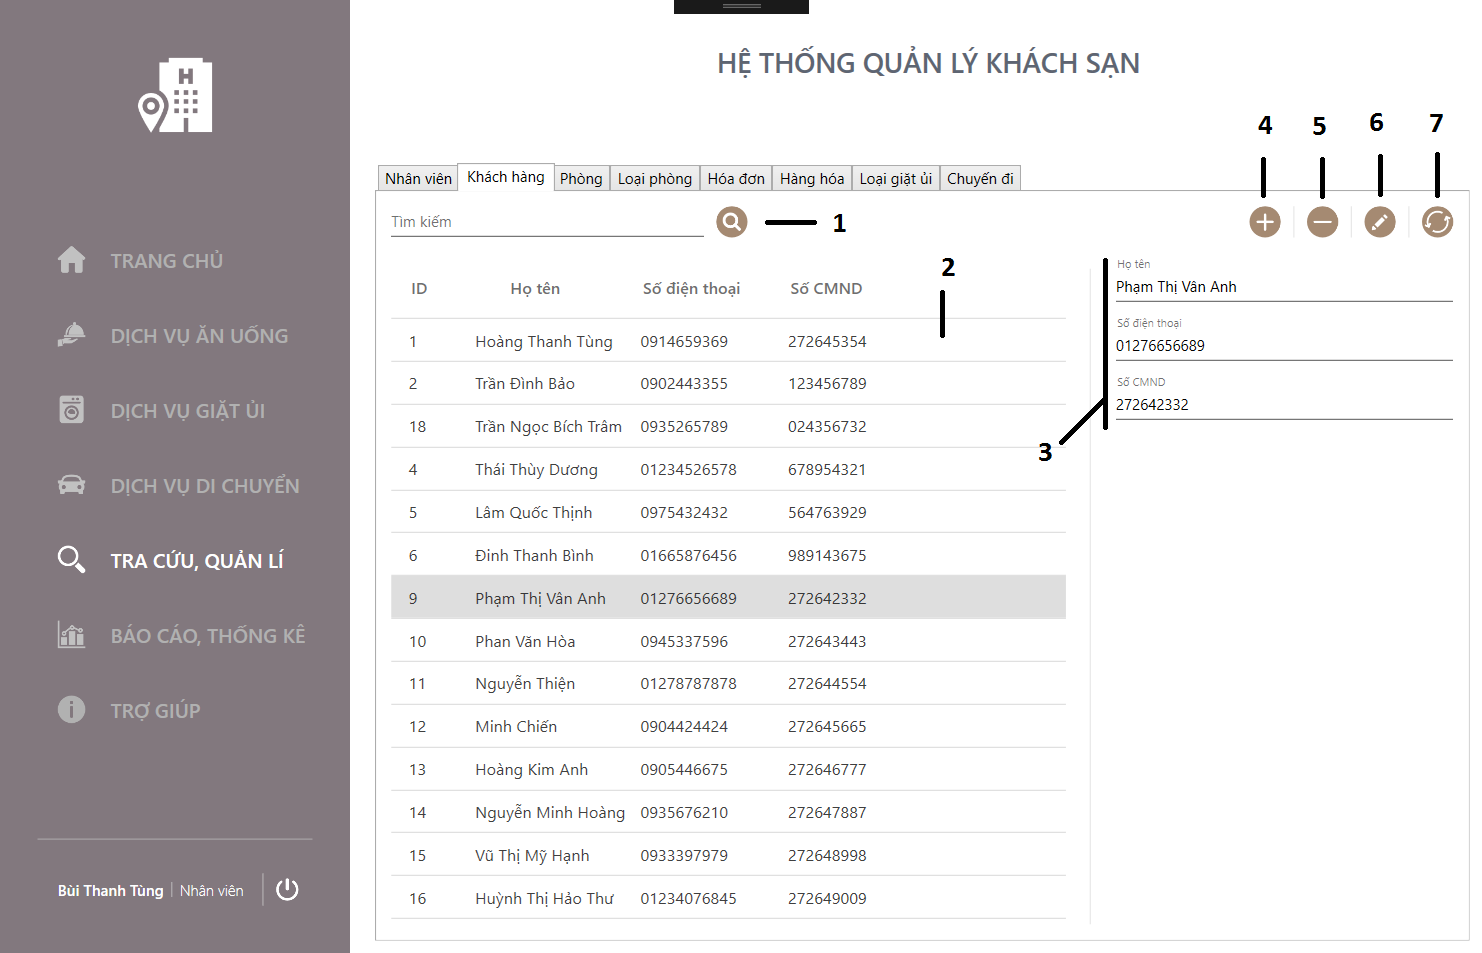 H
HỆ THỐNG QUẢN LÝ KHÁCH SẠN
4 5 6 7
Nhân viên Khách hàng Phòng Loại phòng Hóa đơn Hàng hóa Loại giặt ủi Chuyến đi
Tìm kiếm 1
TRANG CHỦ
DỊCH VỤ ĂN UỐNG
DỊCH VỤ GIẶT ỦI
DỊCH VỤ DI CHUYỂN
TRA CỨU, QUẢN LÍ
BÁO CÁO, THỐNG KÊ
TRỢ GIÚP
Bùi Thanh Tùng Nhân viên
2
ID Họ tên Số điện thoại Số CMND
1 Hoàng Thanh Tùng 0914659369 272645354
2 Trần Đình Bảo 0902443355 123456789
18 Trần Ngọc Bích Trâm 0935265789 024356732
4 Thái Thùy Dương 01234526578 678954321
5 Lâm Quốc Thịnh 0975432432 564763929
6 Đinh Thanh Bình 01665876456 989143675
9 Phạm Thị Vân Anh 01276656689 272642332
10 Phan Văn Hòa 0945337596 272643443
11 Nguyễn Thiện 01278787878 272644554
12 Minh Chiến 0904424424 272645665
13 Hoàng Kim Anh 0905446675 272646777
14 Nguyễn Minh Hoàng 0935676210 272647887
15 Vũ Thị Mỹ Hạnh 0933397979 272648998
16 Huỳnh Thị Hảo Thư 01234076845 272649009
Họ tên
Phạm Thị Vân Anh
Số điện thoại
01276656689
Số CMND
272642332
3